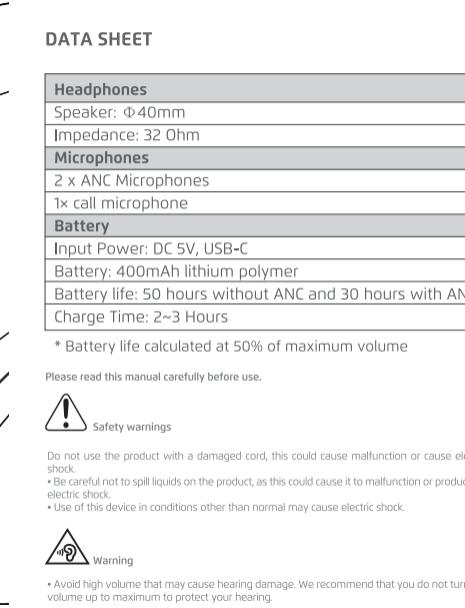 DATA SHEET
Headphones
Speaker: Φ40mm
Impedance: 32 Ohm
Microphones
2 x ANC Microphones
1× call microphone
Battery
Input Power: DC 5V, USB-C
Battery: 400mAh lithium polymer
Battery life: 50 hours without ANC and 30 hours with AN
Charge Time: 2~3 Hours
* Battery life calculated at 50% of maximum volume
Please read this manual carefully before use.
Safety warnings
Do not use the product with a damaged cord, this could cause malfunction or cause ele
shock.
• Be careful not to spill liquids on the product, as this could cause it to malfunction or produc
electric shock.
• Use of this device in conditions other than normal may cause electric shock.
Warning
• Avoid high volume that may cause hearing damage. We recommend that you do not turn
volume up to maximum to protect your hearing.